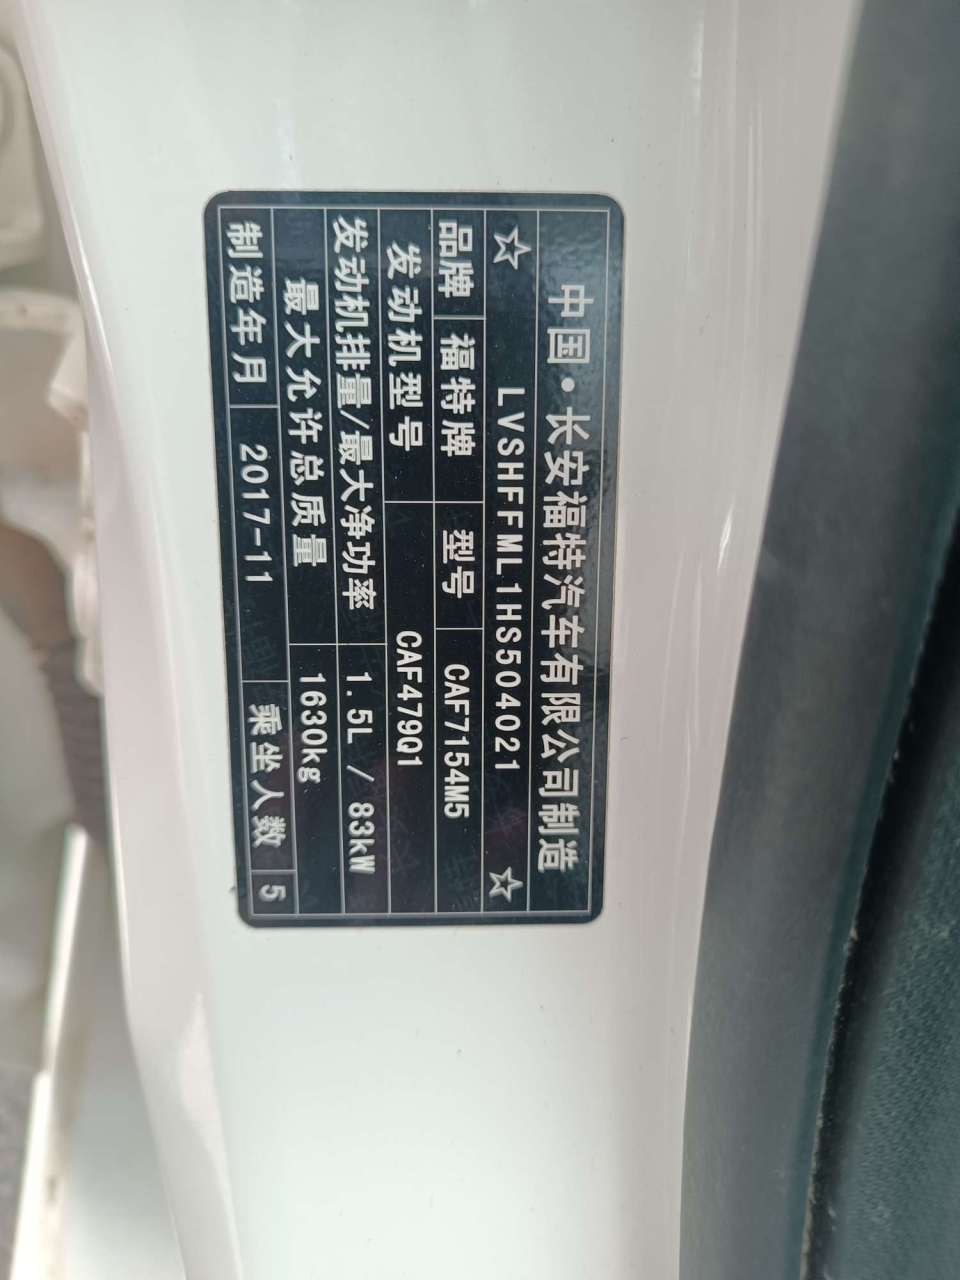 中国·长安福特汽车有限公司制造
☆ LVSHFFML1HS504021 ☆
品牌 福特牌 型号 CAF7154M5
发动机型号 CAF479Q1
发动机排量/最大净功率 1.5L / 83kW
最大允许总质量 1630kg
制造年月 2017-11 乘坐人数 5